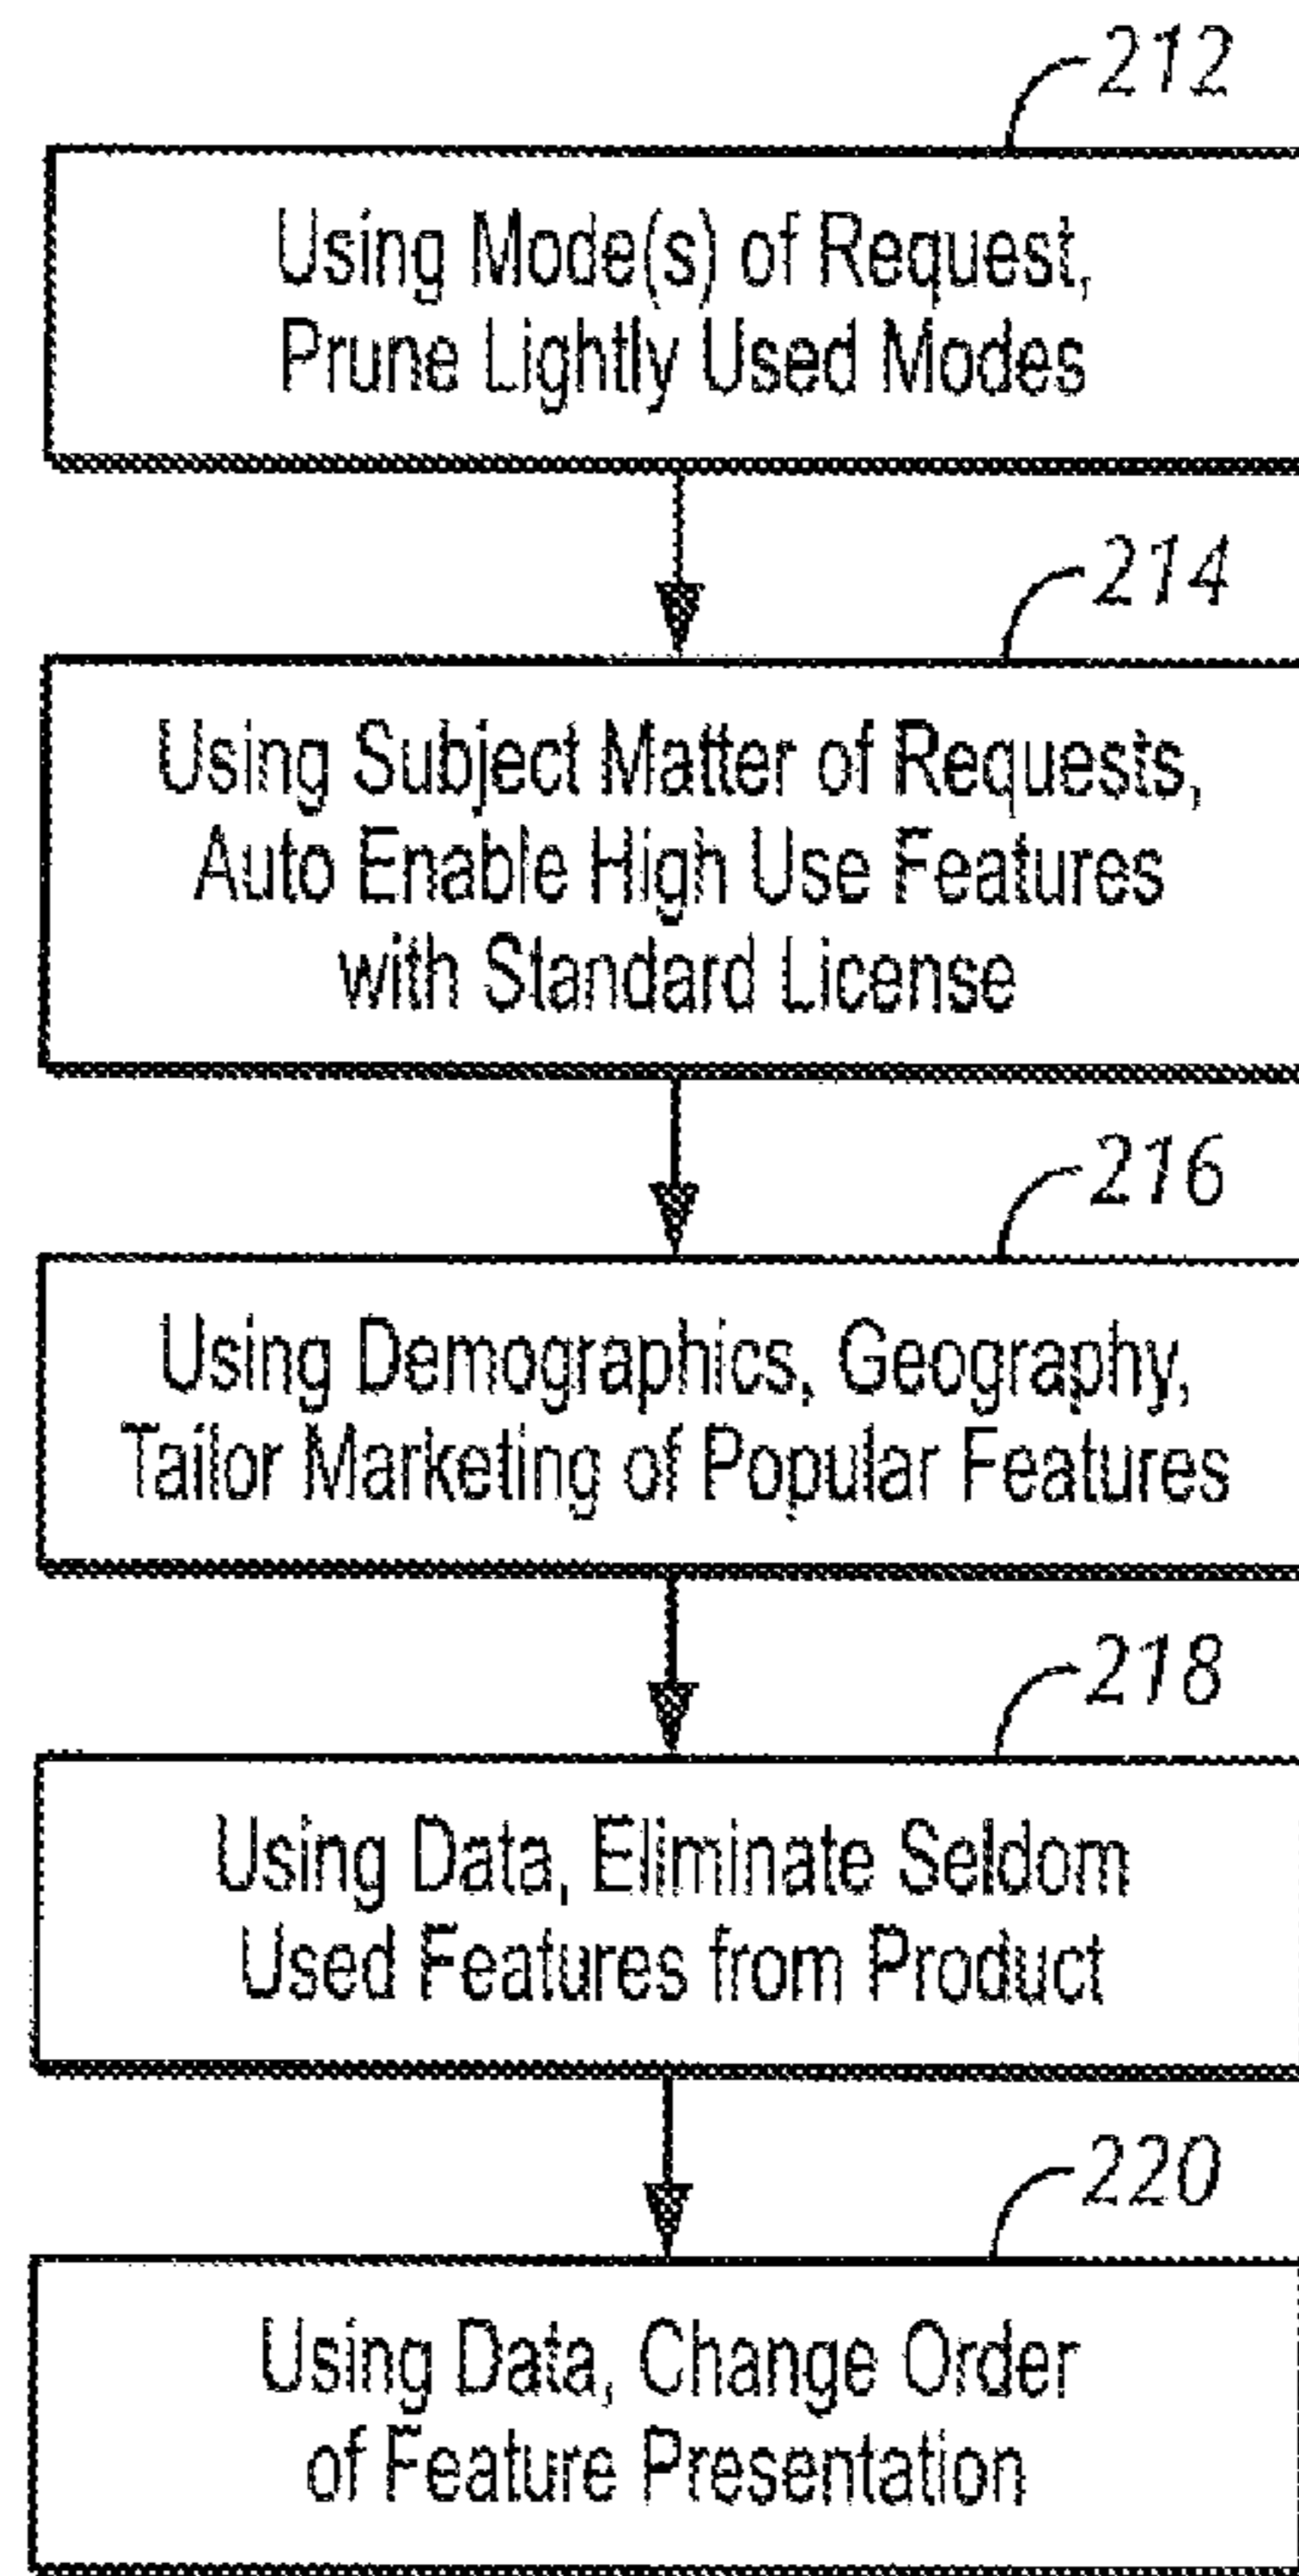 212
Using Mode(s) of Request,
Prune Lightly Used Modes
214
Using Subject Matter of Requests,
Auto Enable High Use Features
with Standard License
216
Using Demographics, Geography,
Tailor Marketing of Popular Features
218
Using Data, Eliminate Seldom
Used Features from Product
220
Using Data, Change Order
of Feature Presentation